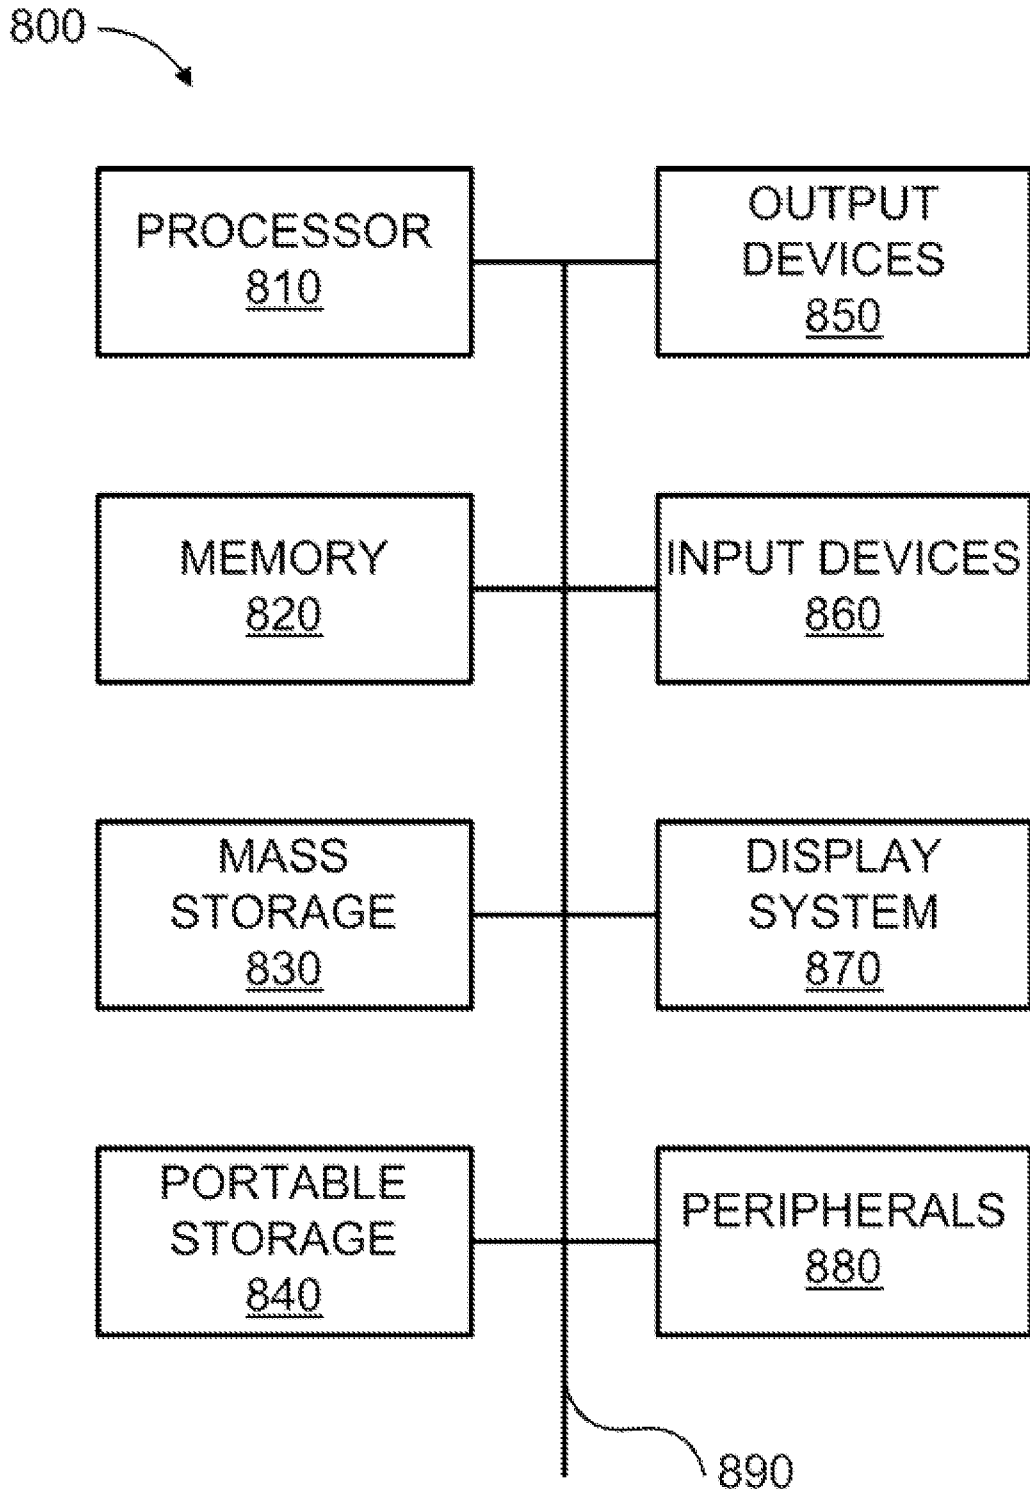 800
PROCESSOR
810
OUTPUT
DEVICES
850
MEMORY
820
INPUT DEVICES
860
MASS
STORAGE
830
DISPLAY
SYSTEM
870
PORTABLE
STORAGE
840
PERIPHERALS
880
890